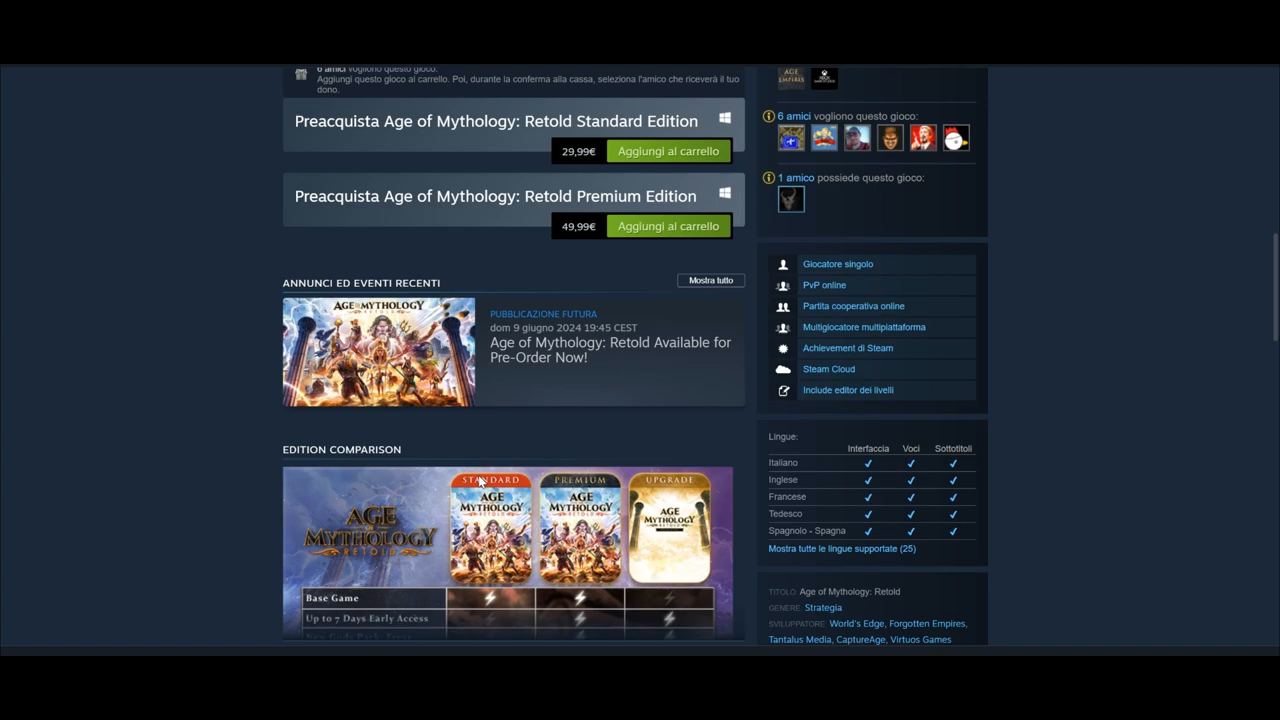 6 amici vogliono questo gioco.
Aggiungi questo gioco al carrello. Poi, durante la conferma alla cassa, seleziona l'amico che riceverà il tuo
dono.
Preacquista Age of Mythology: Retold Standard Edition
29,99€ Aggiungi al carrello
Preacquista Age of Mythology: Retold Premium Edition
49,99€ Aggiungi al carrello
ANNUNCI ED EVENTI RECENTI Mostra tutto
AGE OF MYTHOLOGY
RETOLD
PUBBLICAZIONE FUTURA
dom 9 giugno 2024 19:45 CEST
Age of Mythology: Retold Available for
Pre-Order Now!
EDITION COMPARISON
STANDARD PREMIUM UPGRADE
AGE OF MYTHOLOGY RETOLD
AGE OF MYTHOLOGY
AGE OF MYTHOLOGY
AGE OF MYTHOLOGY
Base Game
Up to 7 Days Early Access
New Gods Pack: Freyr
AGE OF EMPIRES
6 amici vogliono questo gioco:
1 amico possiede questo gioco:
Giocatore singolo
PvP online
Partita cooperativa online
Multigiocatore multipiattaforma
Achievement di Steam
Steam Cloud
Include editor dei livelli
Lingue:
Interfaccia Voci Sottotitoli
Italiano ✓ ✓ ✓
Inglese ✓ ✓ ✓
Francese ✓ ✓ ✓
Tedesco ✓ ✓ ✓
Spagnolo - Spagna ✓ ✓ ✓
Mostra tutte le lingue supportate (25)
TITOLO: Age of Mythology: Retold
GENERE: Strategia
SVILUPPATORE: World's Edge, Forgotten Empires,
Tantalus Media, CaptureAge, Virtuos Games